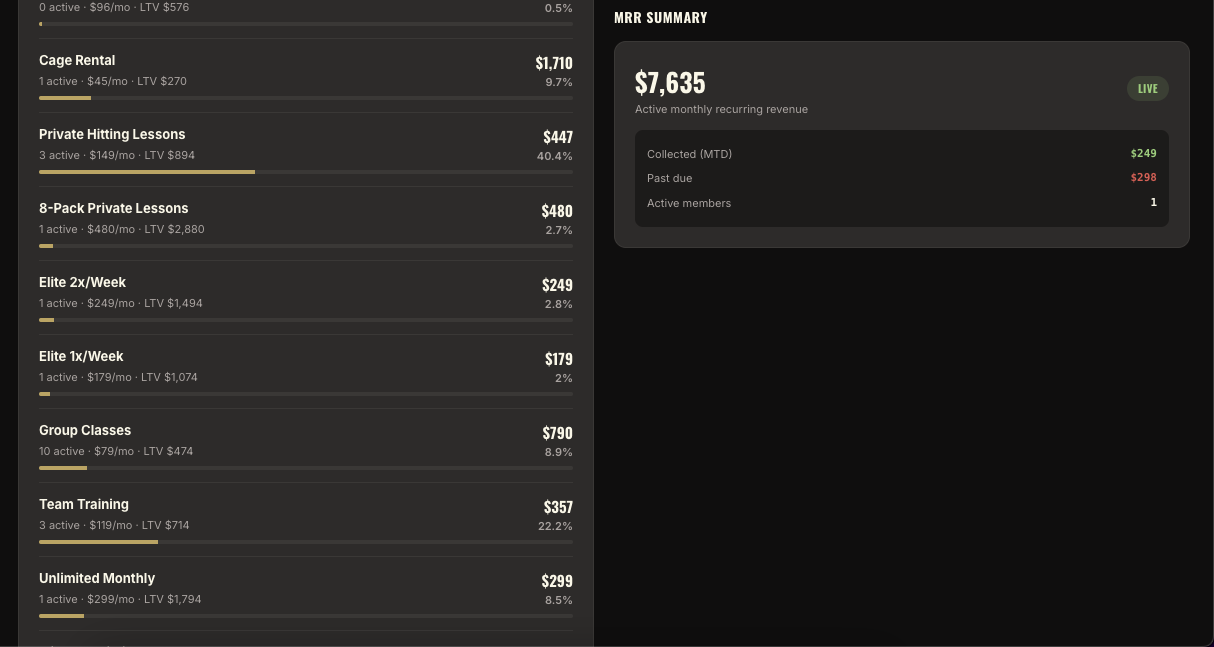 0 active · $96/mo · LTV $576
0.5%
Cage Rental
$1,710
1 active · $45/mo · LTV $270
9.7%
Private Hitting Lessons
$447
3 active · $149/mo · LTV $894
40.4%
8-Pack Private Lessons
$480
1 active · $480/mo · LTV $2,880
2.7%
Elite 2x/Week
$249
1 active · $249/mo · LTV $1,494
2.8%
Elite 1x/Week
$179
1 active · $179/mo · LTV $1,074
2%
Group Classes
$790
10 active · $79/mo · LTV $474
8.9%
Team Training
$357
3 active · $119/mo · LTV $714
22.2%
Unlimited Monthly
$299
1 active · $299/mo · LTV $1,794
8.5%
MRR SUMMARY
$7,635
Active monthly recurring revenue
LIVE
Collected (MTD)
$249
Past due
$298
Active members
1